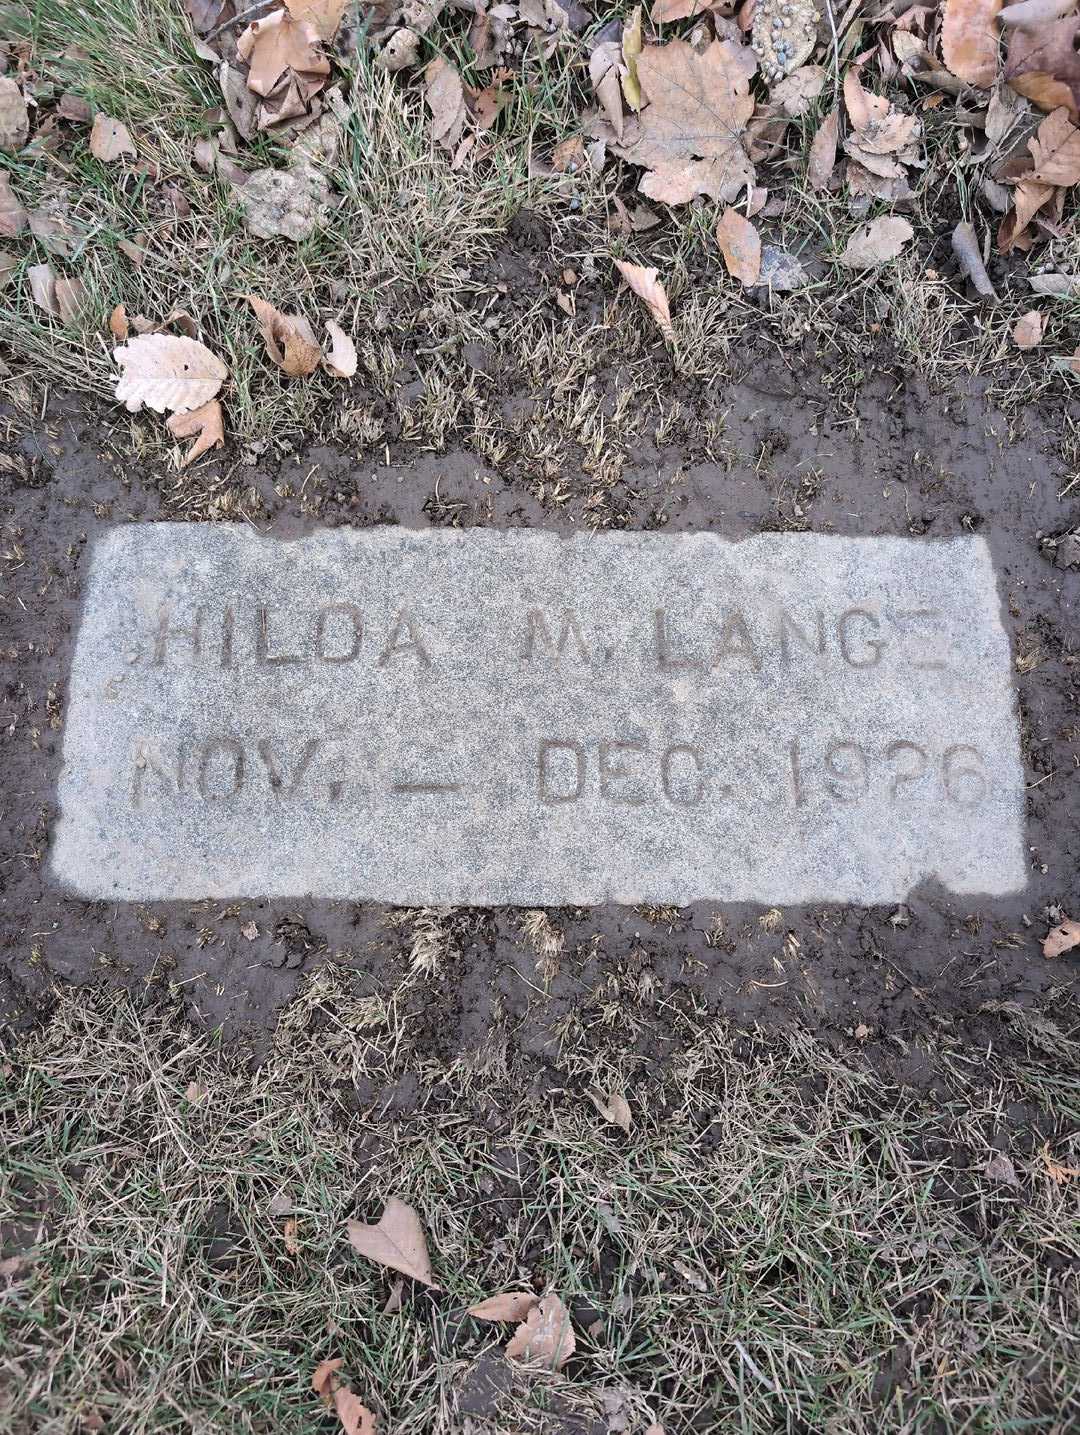 HILDA M. LANGE
NOV. — DEC. 1926